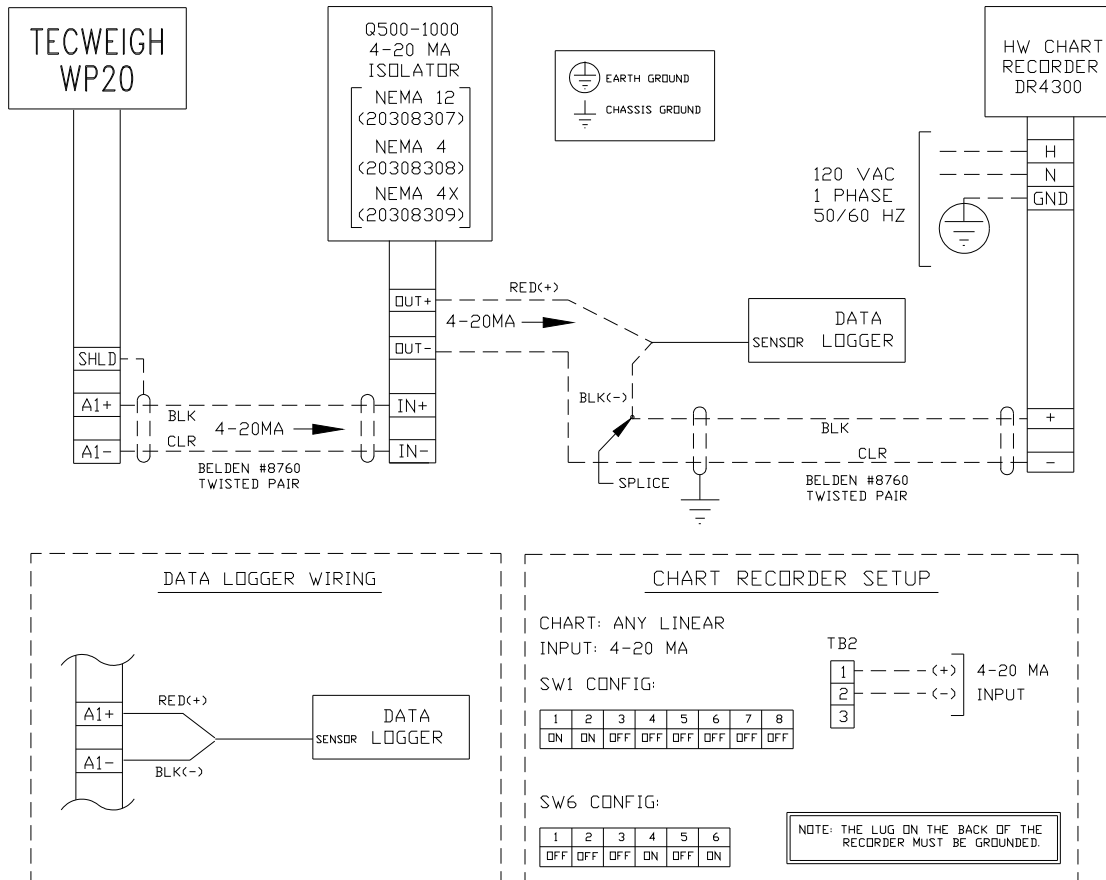 TECWEIGH
WP20
Q500-1000
4-20 MA
ISOLATOR
NEMA 12
(20308307)
NEMA 4
(20308308)
NEMA 4X
(20308309)
EARTH GROUND
CHASSIS GROUND
HW CHART
RECORDER
DR4300
120 VAC
1 PHASE
50/60 HZ
H
N
GND
OUT+
OUT-
RED(+)
4-20MA
SENSOR
DATA
LOGGER
BLK(-)
SHLD
A1+
A1-
BLK
4-20MA
CLR
IN+
IN-
BELDEN #8760
TWISTED PAIR
SPLICE
BLK
CLR
BELDEN #8760
TWISTED PAIR
+
-
DATA LOGGER WIRING
A1+
A1-
RED(+)
BLK(-)
SENSOR
DATA
LOGGER
CHART RECORDER SETUP
CHART: ANY LINEAR
INPUT: 4-20 MA
SW1 CONFIG:
1 2 3 4 5 6 7 8
ON ON OFF OFF OFF OFF OFF OFF
TB2
1 (+) 4-20 MA
2 (-) INPUT
3
SW6 CONFIG:
1 2 3 4 5 6
OFF OFF OFF ON OFF ON
NOTE: THE LUG ON THE BACK OF THE
RECORDER MUST BE GROUNDED.